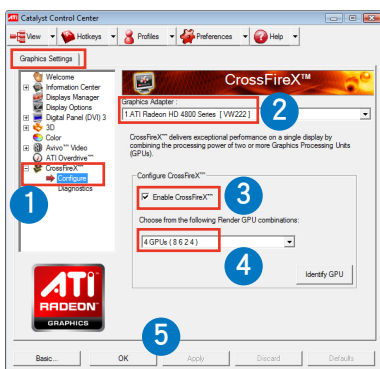 ATI Catalyst Control Center
View Hotkeys Profiles Preferences Help
Graphics Settings
Welcome
Information Center
Displays Manager
Display Options
Digital Panel (DVI) 3
3D
Color
Avivo™ Video
ATI Overdrive™
CrossFireX™
Configure
Diagnostics
CrossFireX™
Graphics Adapter :
1.ATI Radeon HD 4800 Series [ VW222 ]
CrossFireX™ delivers exceptional performance on a single display by
combining the processing power of two or more Graphics Processing Units
(GPUs).
Configure CrossFireX™
Enable CrossFireX™
Choose from the following Render GPU combinations:
4 GPUs ( 8 6 2 4 )
Identify GPU
1
2
3
4
5
ATI
RADEON
GRAPHICS
Basic... OK Apply Discard Defaults